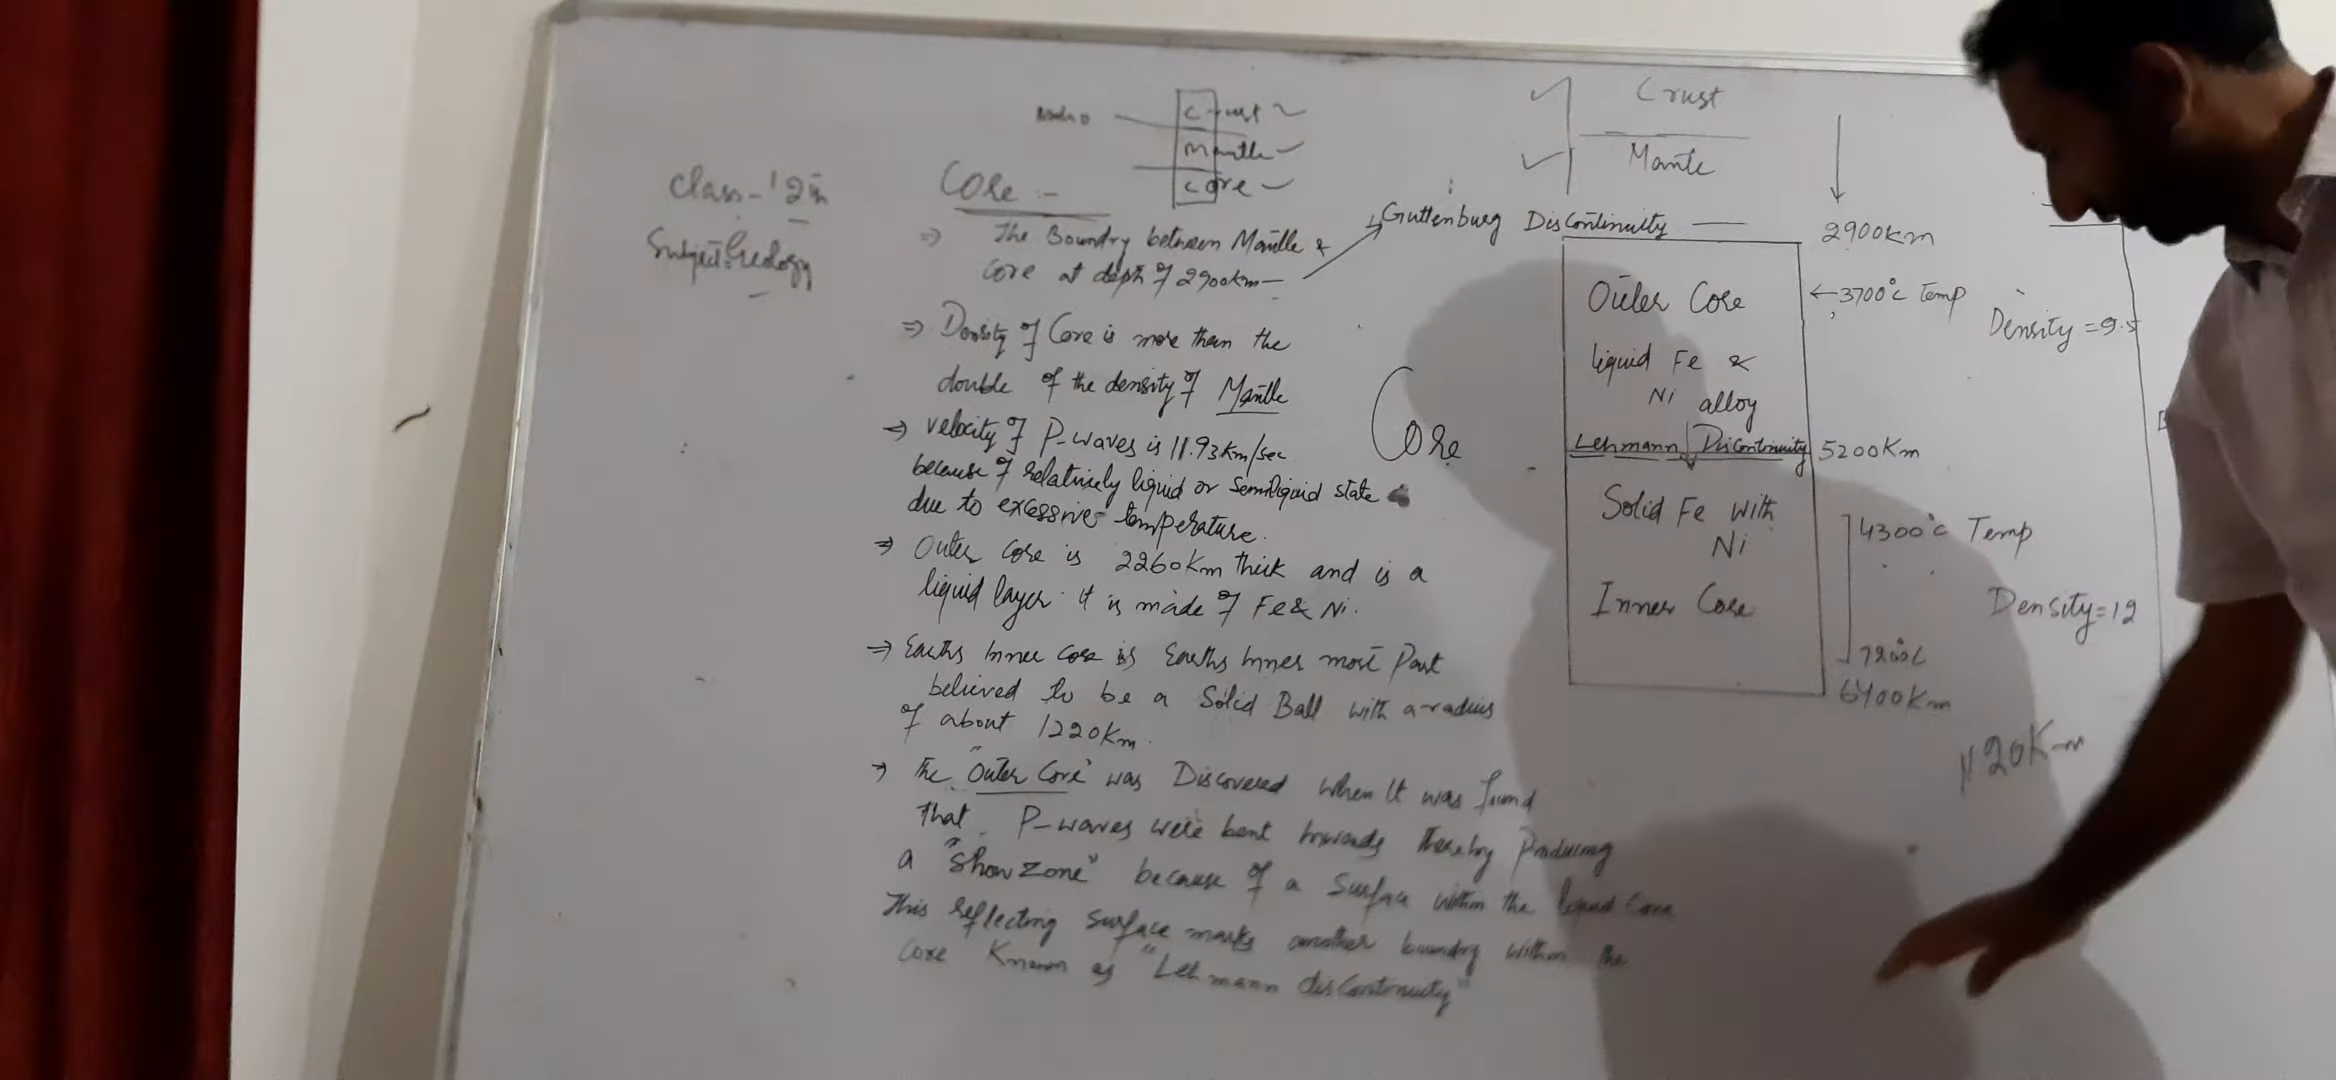 Crust
Mantle
Core
Class-12th
Subject: Geology
Core :-
⇒ The Boundry between Mantle &
Core at depth of 2900km —
⇒ Density of Core is more than the
double of the density of Mantle
⇒ velocity of P-waves is 11.93km/sec
because of relatively liquid or Semiliquid state
due to excessive temperature.
⇒ Outer Core is 2260Km thick and is a
liquid layer. it is made of Fe & Ni.
⇒ Earths Inner Core is Earths Inner most Part
believed to be a Solid Ball with a radius
of about 1220Km.
→ The "Outer Core" was Discovered when It was found
that P-waves were bent towards thereby Producing
a "Show zone" because of a Surface within the liquid Core
This reflecting Surface marks another boundry within the
Core Known as "Lehmann discontinuity"
Crust
Mantle
Guttenburg Discontinuity — 2900km
Core
Outer Core ← 3700°c Temp
Density = 9.5
liquid Fe &
Ni alloy
Lehmann Discontinuity 5200Km
Solid Fe with
Ni
4300°c Temp
Inner Core
Density = 12
7200°C
6400Km
1120Km